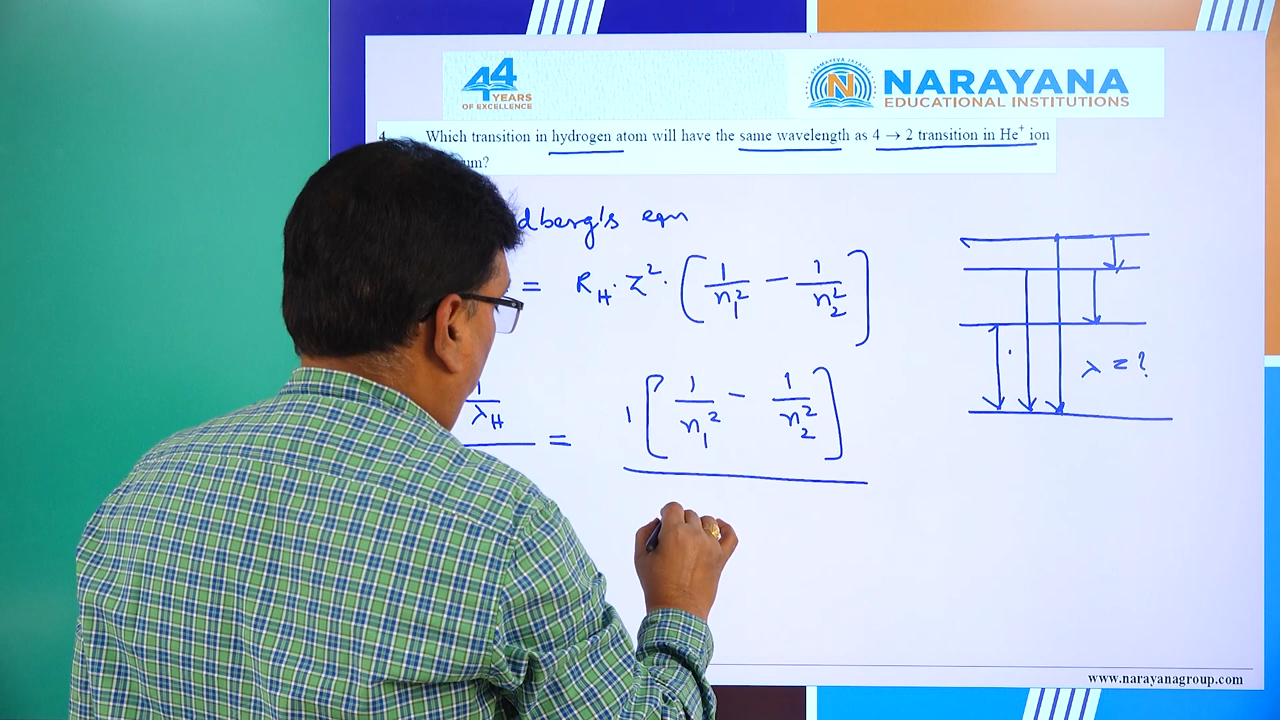 44 YEARS
OF EXCELLENCE
N NARAYANA
EDUCATIONAL INSTITUTIONS
Which transition in hydrogen atom will have the same wavelength as 4 → 2 transition in He⁺ ion
um?
dberg's eqn
= R_H · Z² · [ 1/n₁² − 1/n₂² ]
1/λ_H = 1 [ 1/n₁² − 1/n₂² ]
λ = ?
www.narayanagroup.com